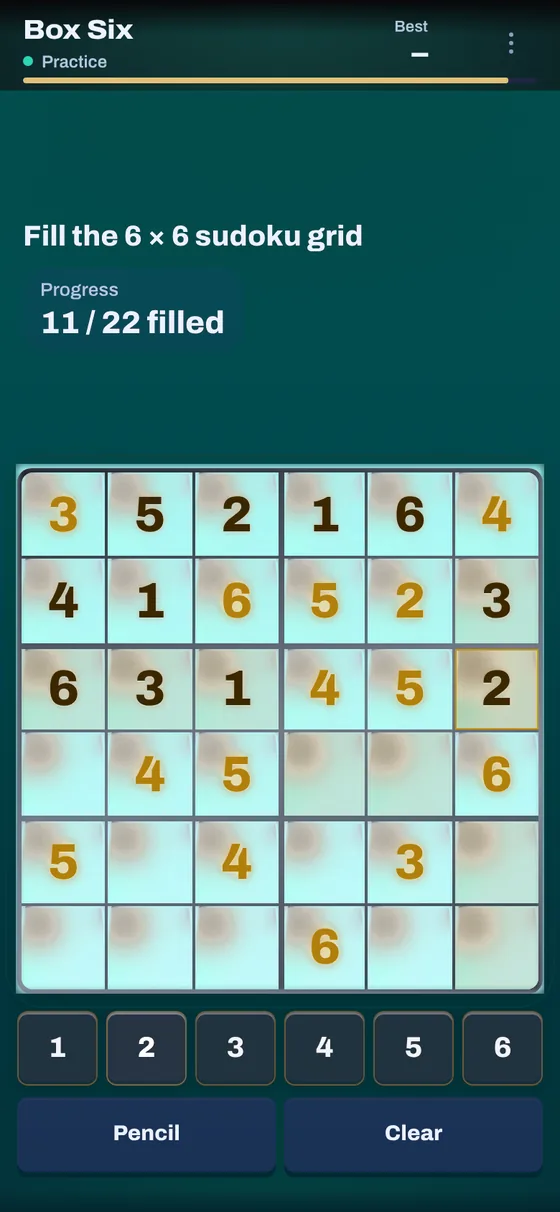 Box Six
Best
Practice
–
Fill the 6 × 6 sudoku grid
Progress
11 / 22 filled
3 5 2 1 6 4
4 1 6 5 2 3
6 3 1 4 5 2
4 5 6
5 4 3
6
1 2 3 4 5 6
Pencil Clear